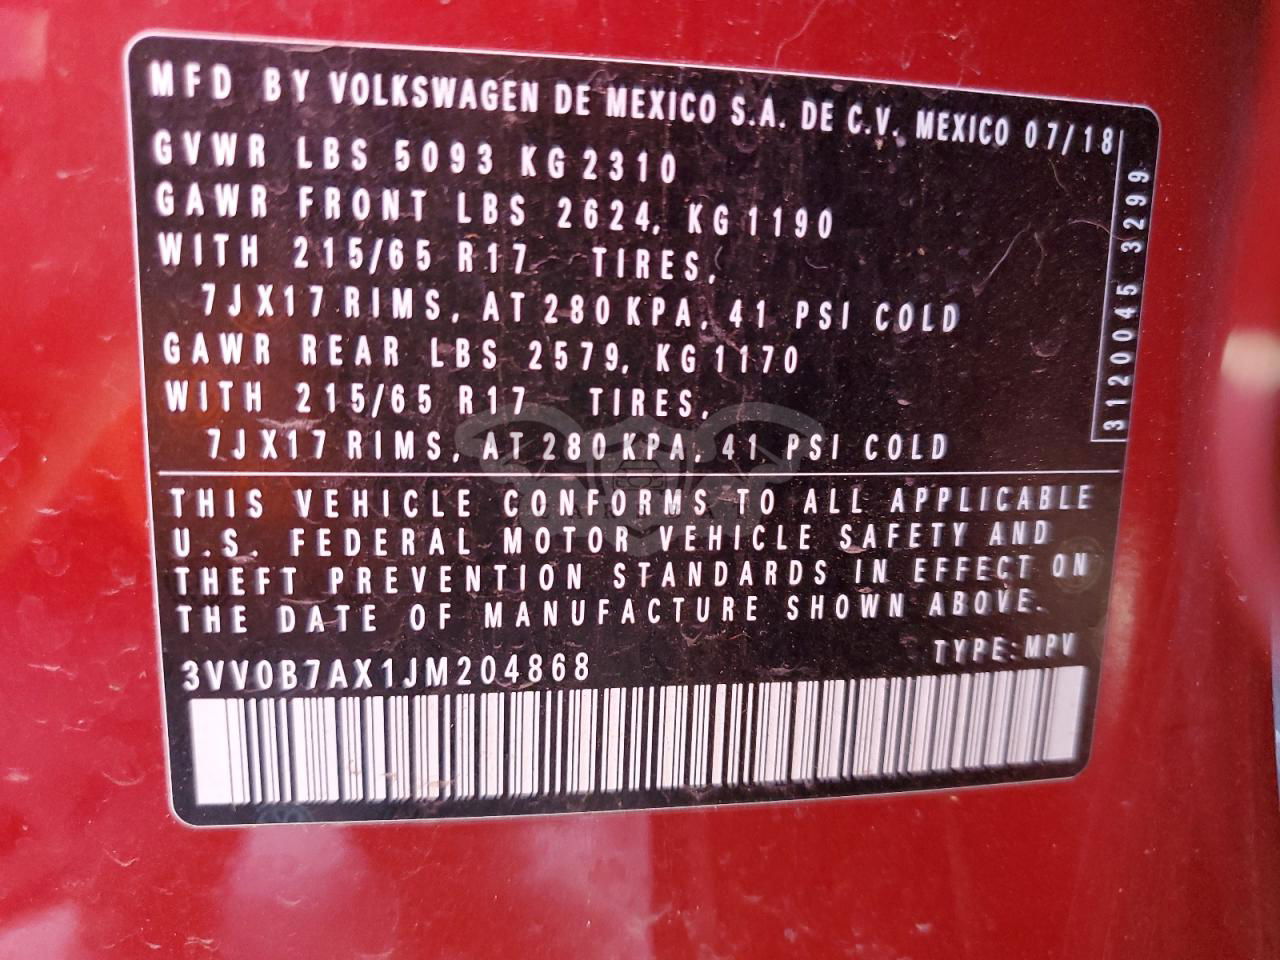 MFD BY VOLKSWAGEN DE MEXICO S.A. DE C.V. MEXICO 07/18
GVWR LBS 5093 KG 2310
GAWR FRONT LBS 2624, KG 1190
WITH 215/65 R17 TIRES,
7JX17 RIMS, AT 280 KPA, 41 PSI COLD
GAWR REAR LBS 2579, KG 1170
WITH 215/65 R17 TIRES,
7JX17 RIMS, AT 280 KPA, 41 PSI COLD
3120045 3299
THIS VEHICLE CONFORMS TO ALL APPLICABLE
U.S. FEDERAL MOTOR VEHICLE SAFETY AND
THEFT PREVENTION STANDARDS IN EFFECT ON
THE DATE OF MANUFACTURE SHOWN ABOVE.
TYPE: MPV
3VV0B7AX1JM204868